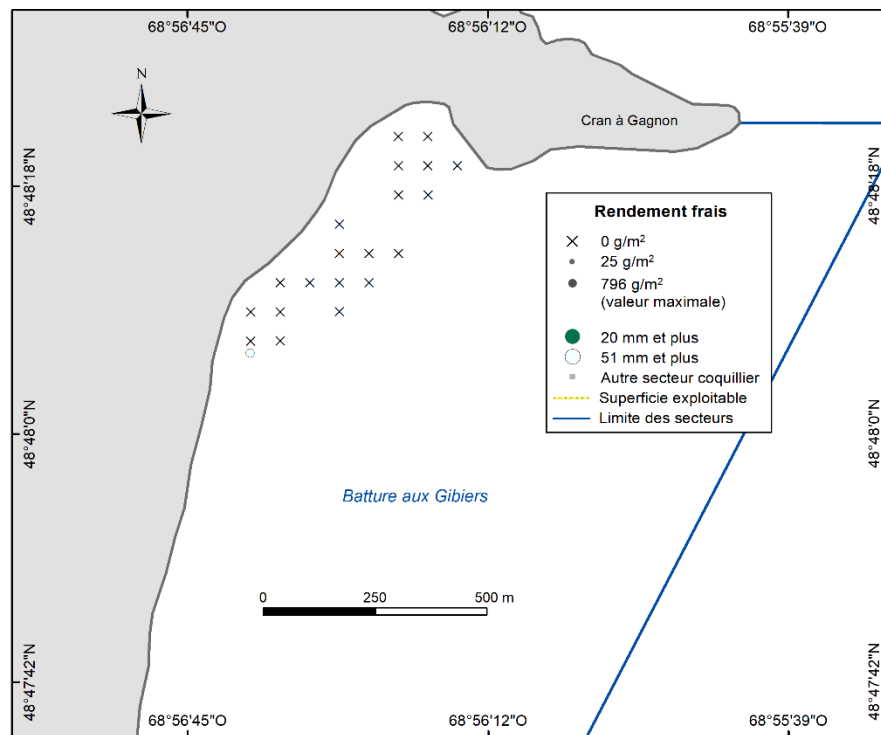 68°56'45"O 68°56'12"O 68°55'39"O
N
Cran à Gagnon
48°48'18"N
48°48'18"N
Rendement frais
0 g/m²
25 g/m²
796 g/m²
(valeur maximale)
20 mm et plus
51 mm et plus
Autre secteur coquillier
Superficie exploitable
Limite des secteurs
48°48'0"N
48°48'0"N
Batture aux Gibiers
0 250 500 m
48°47'42"N
48°47'42"N
68°56'45"O 68°56'12"O 68°55'39"O